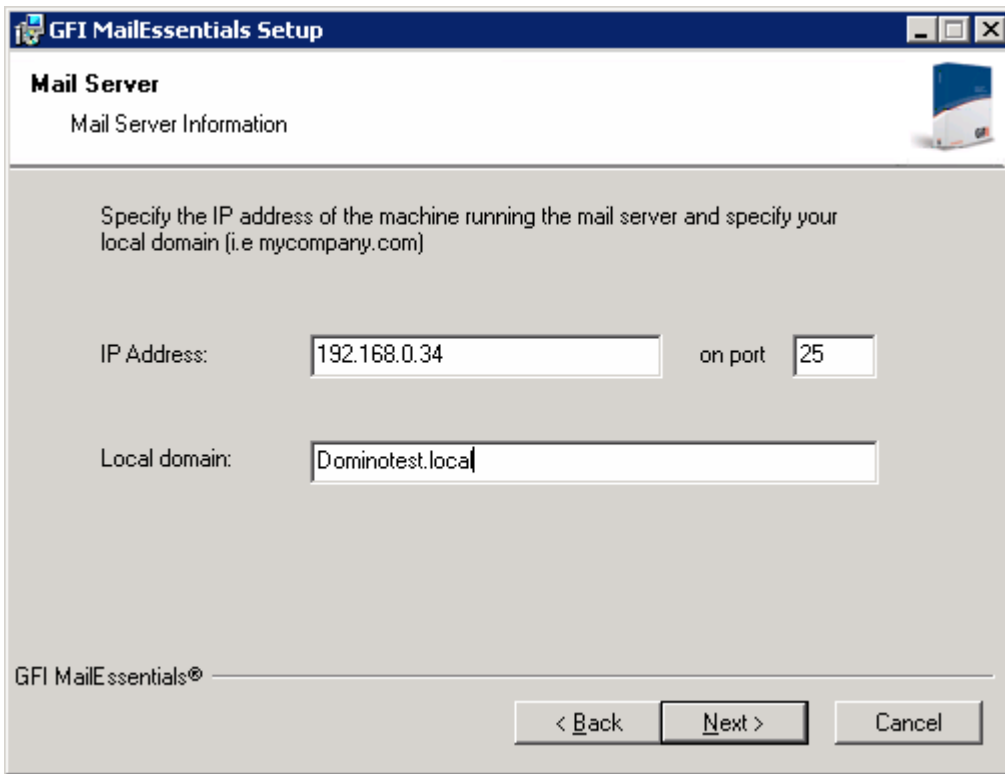 GFI MailEssentials Setup
Mail Server
Mail Server Information
GFI
Specify the IP address of the machine running the mail server and specify your
local domain (i.e mycompany.com)
IP Address: 192.168.0.34 on port 25
Local domain: Dominotest.local
GFI MailEssentials®
< Back Next > Cancel